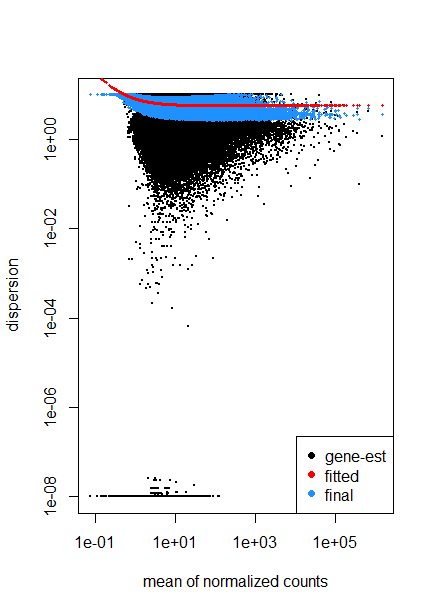 dispersion
1e+00
1e-02
1e-04
1e-06
1e-08
gene-est
fitted
final
1e-01 1e+01 1e+03 1e+05
mean of normalized counts